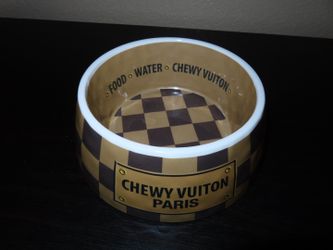 FOOD • WATER • CHEWY VUITON •
CHEWY VUITON
PARIS